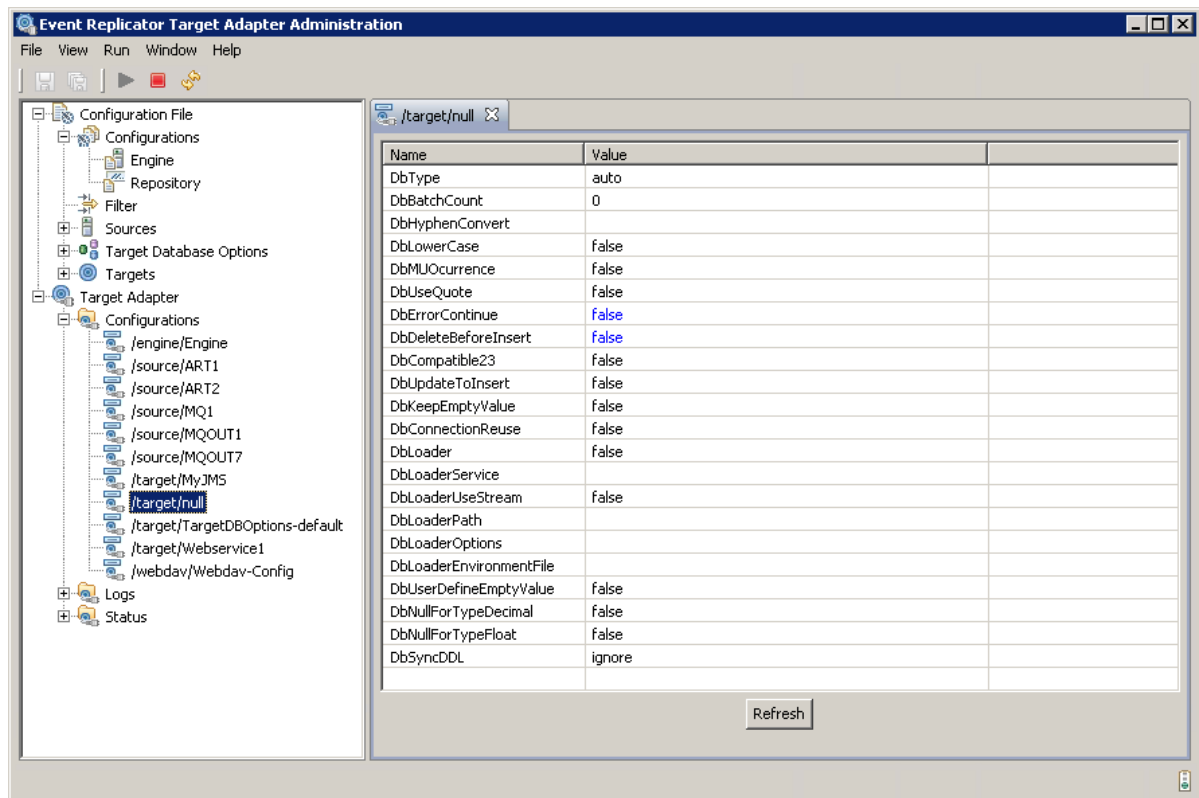 Event Replicator Target Adapter Administration
File View Run Window Help
Configuration File
Configurations
Engine
Repository
Filter
Sources
Target Database Options
Targets
Target Adapter
Configurations
/engine/Engine
/source/ART1
/source/ART2
/source/MQ1
/source/MQOUT1
/source/MQOUT7
/target/MyJMS
/target/null
/target/TargetDBOptions-default
/target/Webservice1
/webdav/Webdav-Config
Logs
Status
/target/null
Name Value
DbType auto
DbBatchCount 0
DbHyphenConvert
DbLowerCase false
DbMUOcurrence false
DbUseQuote false
DbErrorContinue false
DbDeleteBeforeInsert false
DbCompatible23 false
DbUpdateToInsert false
DbKeepEmptyValue false
DbConnectionReuse false
DbLoader false
DbLoaderService
DbLoaderUseStream false
DbLoaderPath
DbLoaderOptions
DbLoaderEnvironmentFile
DbUserDefineEmptyValue false
DbNullForTypeDecimal false
DbNullForTypeFloat false
DbSyncDDL ignore
Refresh